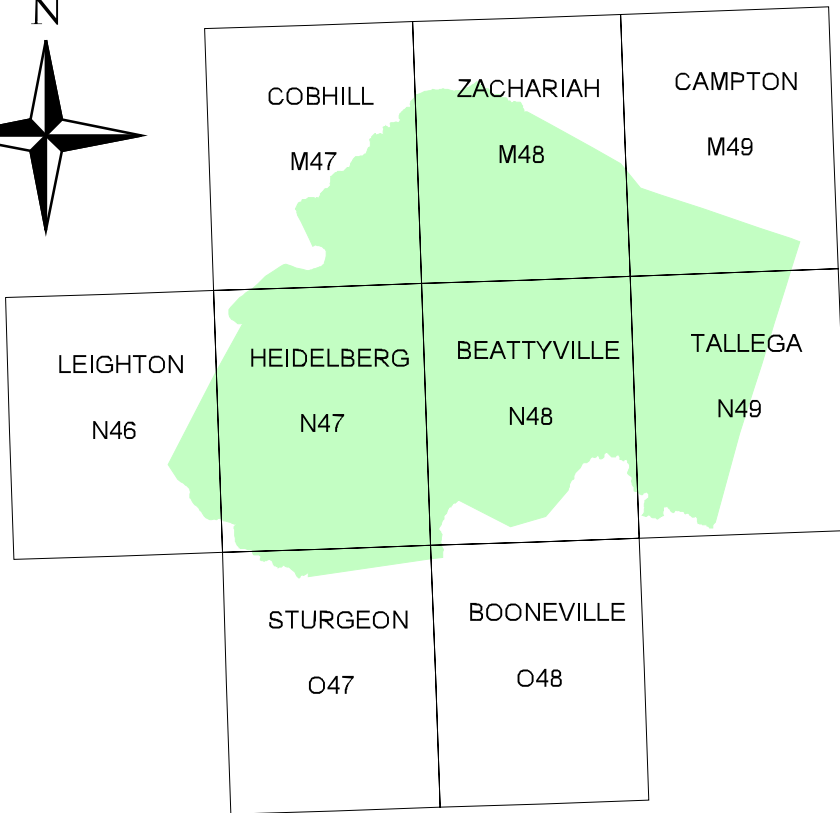 N
COBHILL
M47
ZACHARIAH
M48
CAMPTON
M49
LEIGHTON
N46
HEIDELBERG
N47
BEATTYVILLE
N48
TALLEGA
N49
STURGEON
O47
BOONEVILLE
O48